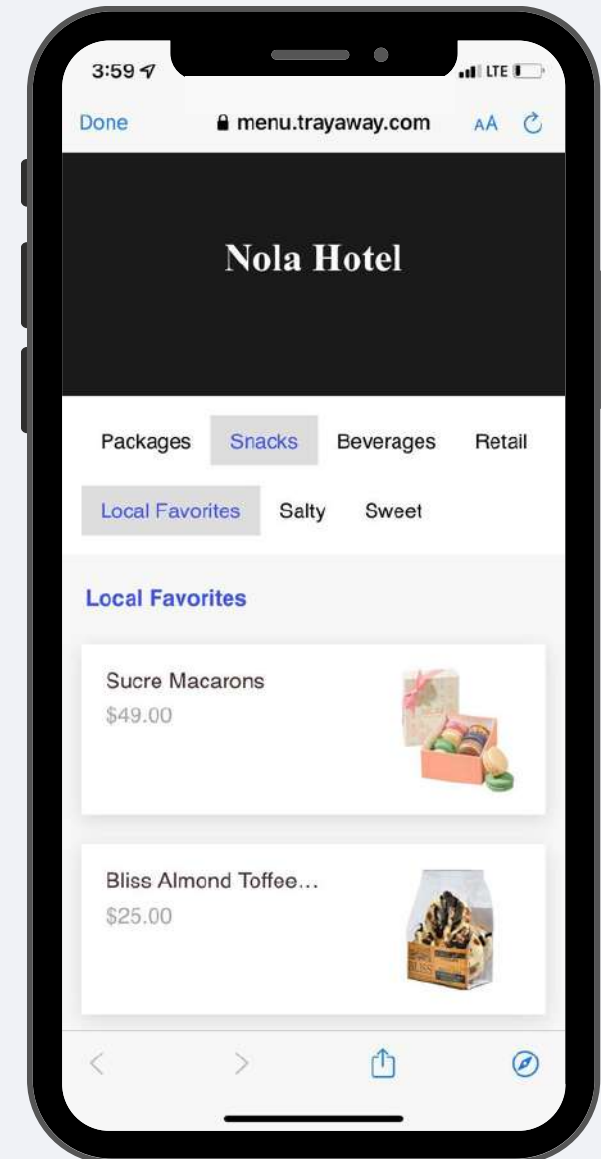 3:59 LTE
Done menu.trayaway.com AA
Nola Hotel
Packages Snacks Beverages Retail
Local Favorites Salty Sweet
Local Favorites
Sucre Macarons
$49.00
Bliss Almond Toffee...
$25.00
BLISS